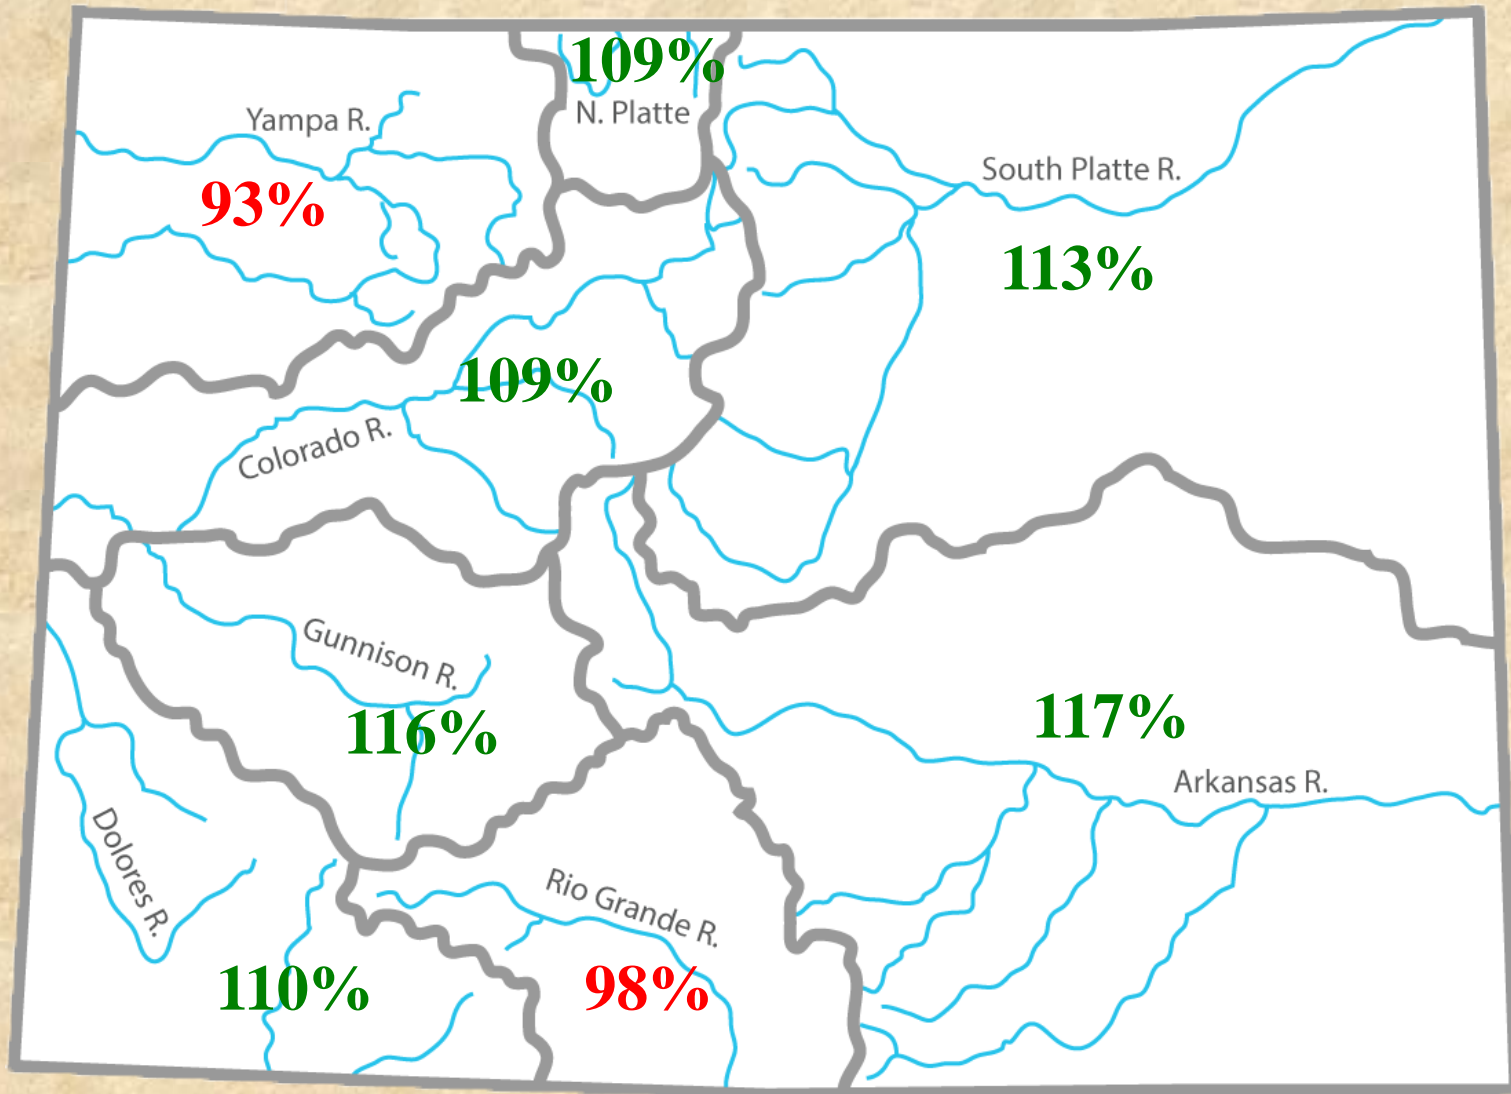 109%
N. Platte
Yampa R.
93%
South Platte R.
113%
109%
Colorado R.
Gunnison R.
116%
117%
Arkansas R.
Dolores R.
Rio Grande R.
110%
98%